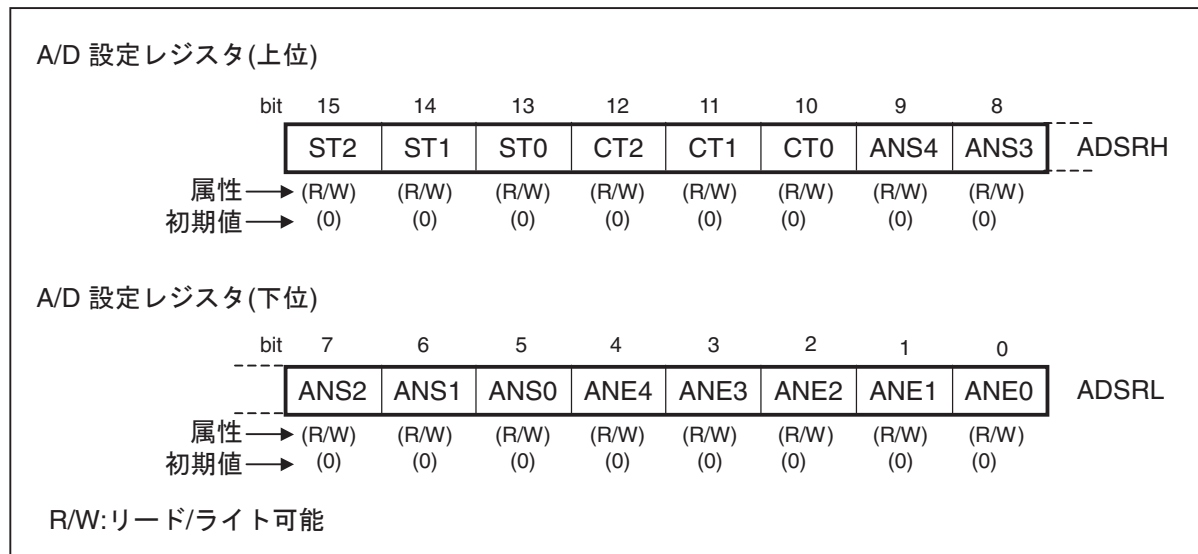 A/D 設定レジスタ(上位)
bit 15 14 13 12 11 10 9 8
ST2 ST1 ST0 CT2 CT1 CT0 ANS4 ANS3 ADSRH
属性 (R/W) (R/W) (R/W) (R/W) (R/W) (R/W) (R/W) (R/W)
初期値 (0) (0) (0) (0) (0) (0) (0) (0)
A/D 設定レジスタ(下位)
bit 7 6 5 4 3 2 1 0
ANS2 ANS1 ANS0 ANE4 ANE3 ANE2 ANE1 ANE0 ADSRL
属性 (R/W) (R/W) (R/W) (R/W) (R/W) (R/W) (R/W) (R/W)
初期値 (0) (0) (0) (0) (0) (0) (0) (0)
R/W:リード/ライト可能